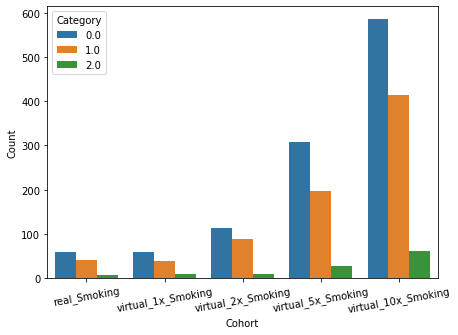 600
500
400
300
200
100
0
Count
Category
0.0
1.0
2.0
real_Smoking
virtual_1x_Smoking
virtual_2x_Smoking
virtual_5x_Smoking
virtual_10x_Smoking
Cohort